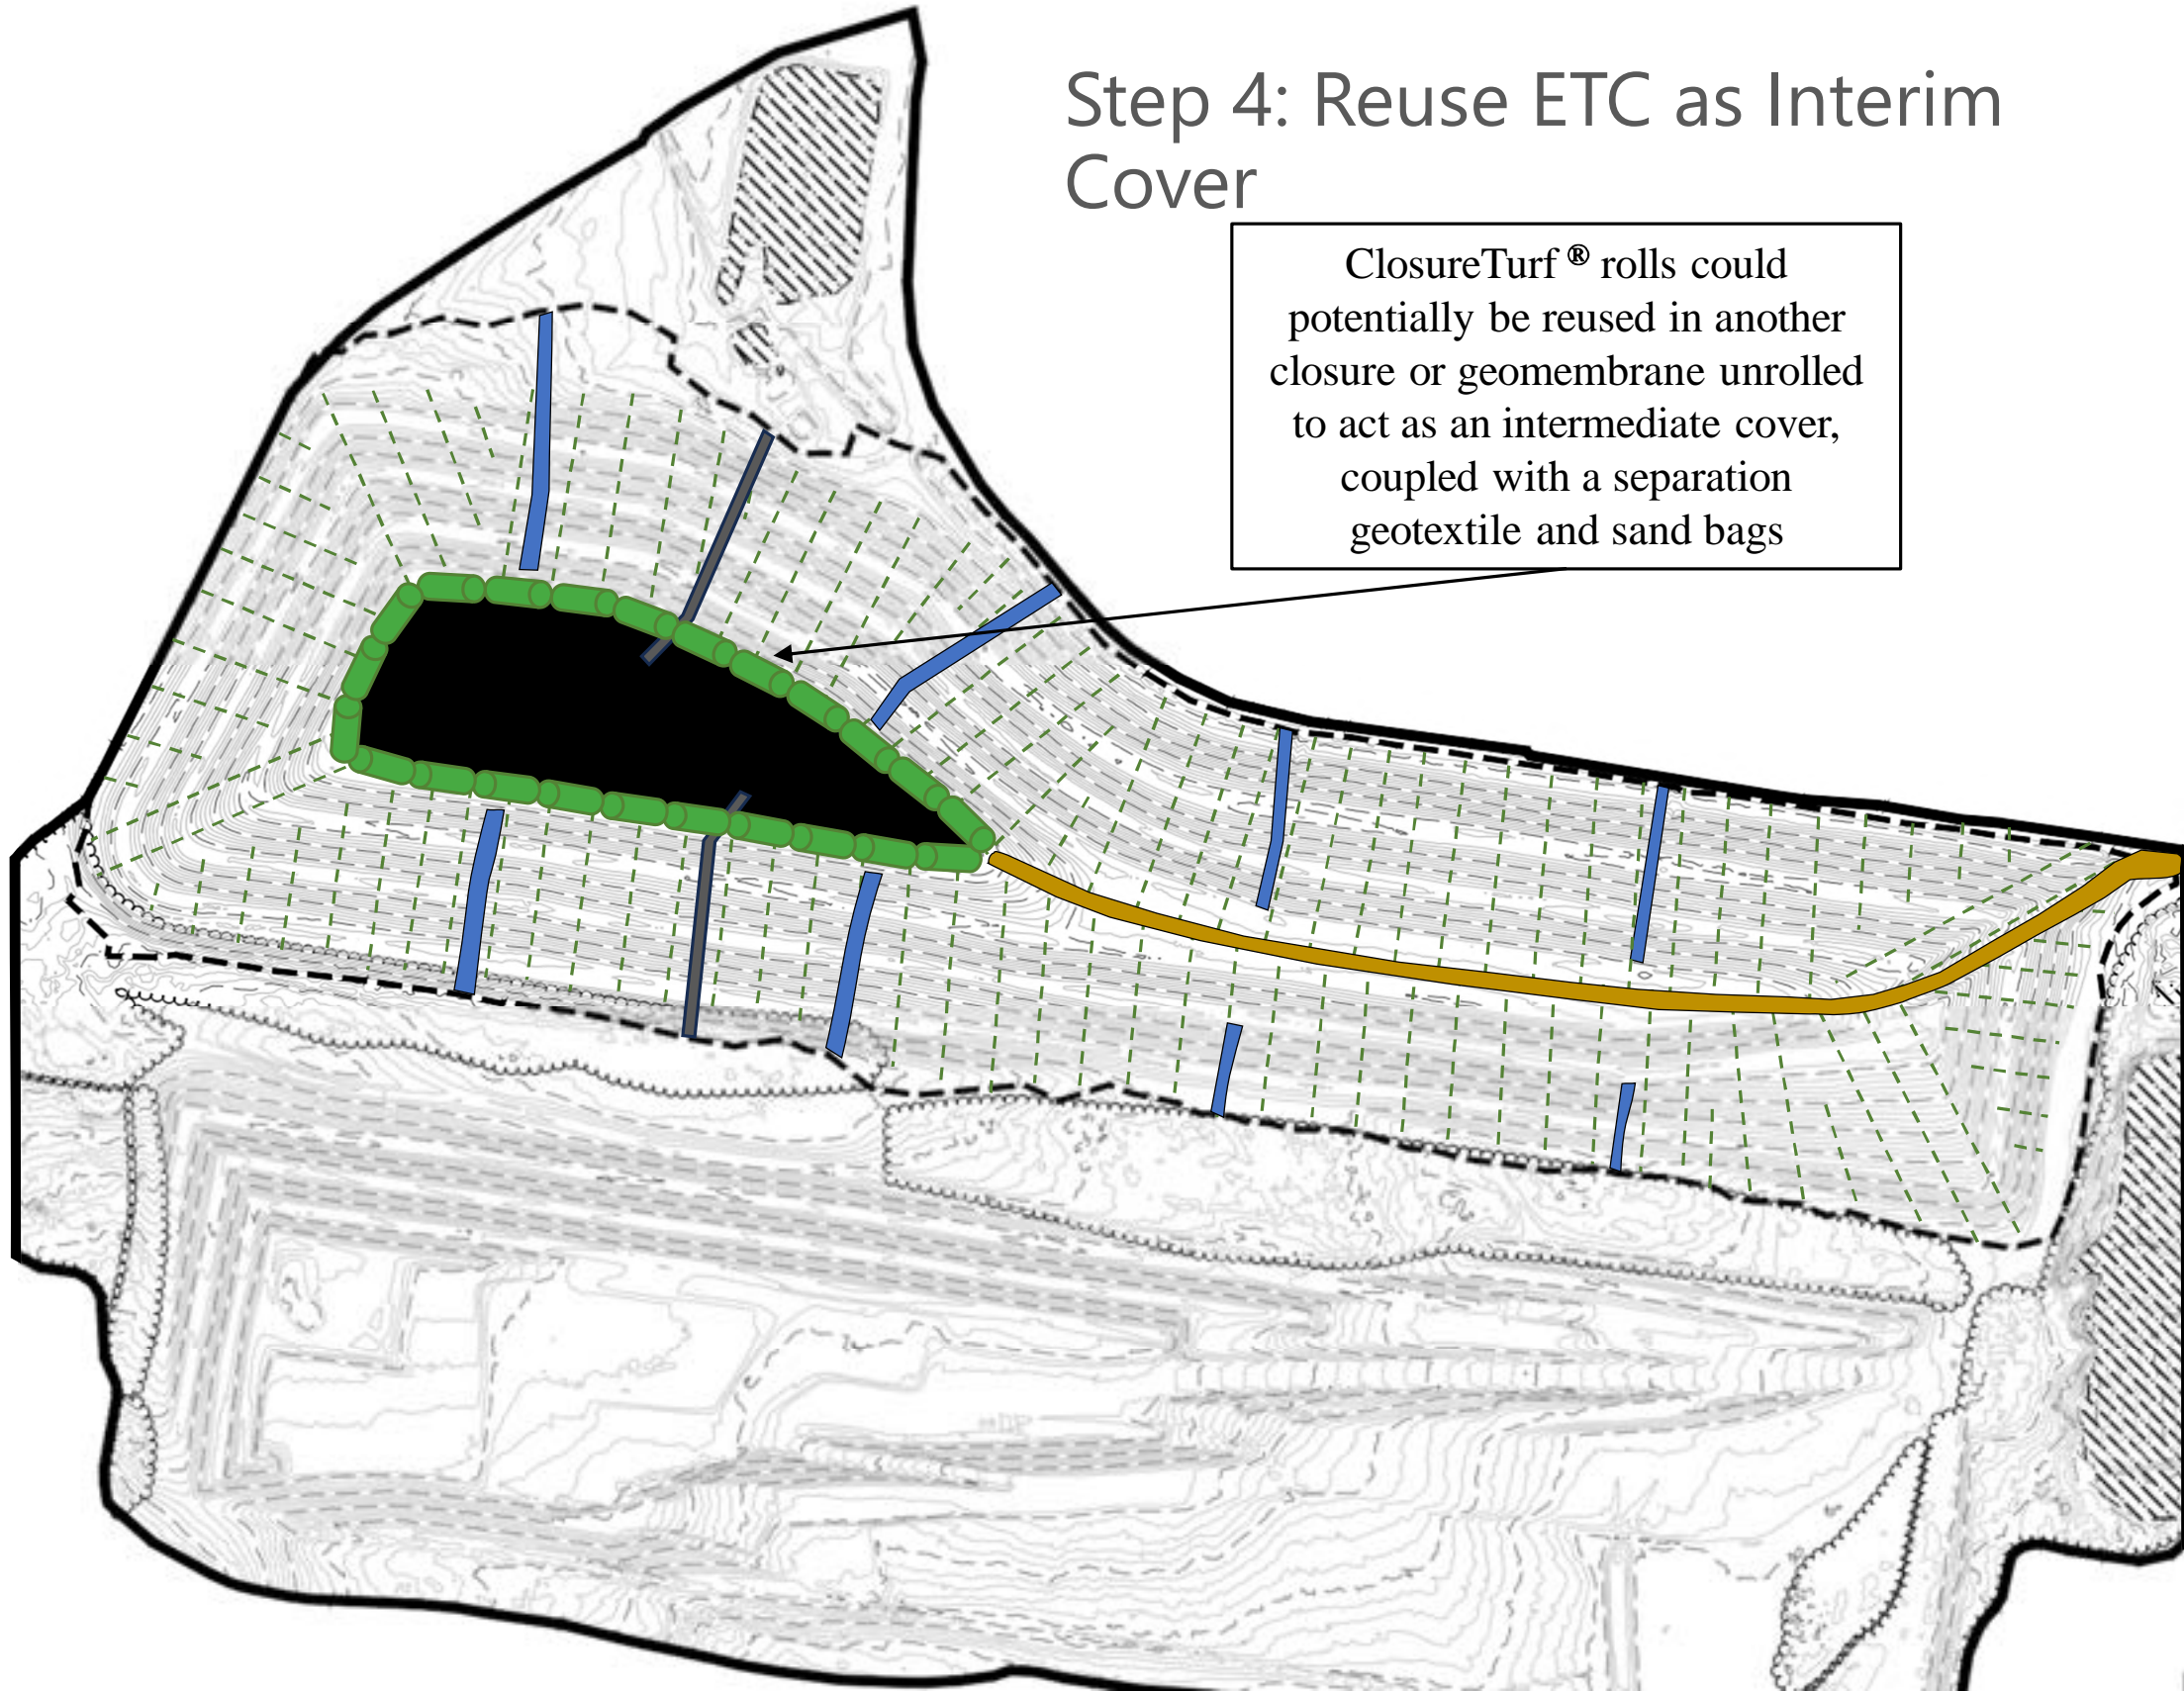 Step 4: Reuse ETC as Interim
Cover
ClosureTurf ® rolls could
potentially be reused in another
closure or geomembrane unrolled
to act as an intermediate cover,
coupled with a separation
geotextile and sand bags